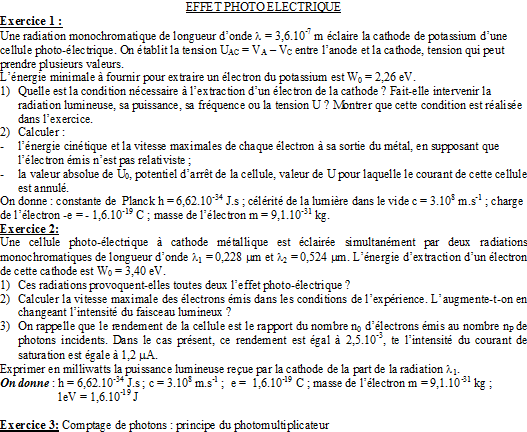 EFFET PHOTO ELECTRIQUE
Exercice 1 :
Une radiation monochromatique de longueur d'onde λ = 3,6.10⁻⁷ m éclaire la cathode de potassium d'une
cellule photo-électrique. On établit la tension U_AC = V_A – V_C entre l'anode et la cathode, tension qui peut
prendre plusieurs valeurs.
L'énergie minimale à fournir pour extraire un électron du potassium est W₀ = 2,26 eV.
1) Quelle est la condition nécessaire à l'extraction d'un électron de la cathode ? Fait-elle intervenir la
radiation lumineuse, sa puissance, sa fréquence ou la tension U ? Montrer que cette condition est réalisée
dans l'exercice.
2) Calculer :
- l'énergie cinétique et la vitesse maximales de chaque électron à sa sortie du métal, en supposant que
l'électron émis n'est pas relativiste ;
- la valeur absolue de U₀, potentiel d'arrêt de la cellule, valeur de U pour laquelle le courant de cette cellule
est annulé.
On donne : constante de Planck h = 6,62.10⁻³⁴ J.s ; célérité de la lumière dans le vide c = 3.10⁸ m.s⁻¹ ; charge
de l'électron -e = - 1,6.10⁻¹⁹ C ; masse de l'électron m = 9,1.10⁻³¹ kg.
Exercice 2:
Une cellule photo-électrique à cathode métallique est éclairée simultanément par deux radiations
monochromatiques de longueur d'onde λ₁ = 0,228 µm et λ₂ = 0,524 µm. L'énergie d'extraction d'un électron
de cette cathode est W₀ = 3,40 eV.
1) Ces radiations provoquent-elles toutes deux l'effet photo-électrique ?
2) Calculer la vitesse maximale des électrons émis dans les conditions de l'expérience. L'augmente-t-on en
changeant l'intensité du faisceau lumineux ?
3) On rappelle que le rendement de la cellule est le rapport du nombre n₀ d'électrons émis au nombre n_P de
photons incidents. Dans le cas présent, ce rendement est égal à 2,5.10⁻³, te l'intensité du courant de
saturation est égale à 1,2 µA.
Exprimer en milliwatts la puissance lumineuse reçue par la cathode de la part de la radiation λ₁.
On donne : h = 6,62.10⁻³⁴ J.s ; c = 3.10⁸ m.s⁻¹ ; e = 1,6.10⁻¹⁹ C ; masse de l'électron m = 9,1.10⁻³¹ kg ;
1eV = 1,6.10⁻¹⁹ J
Exercice 3: Comptage de photons : principe du photomultiplicateur